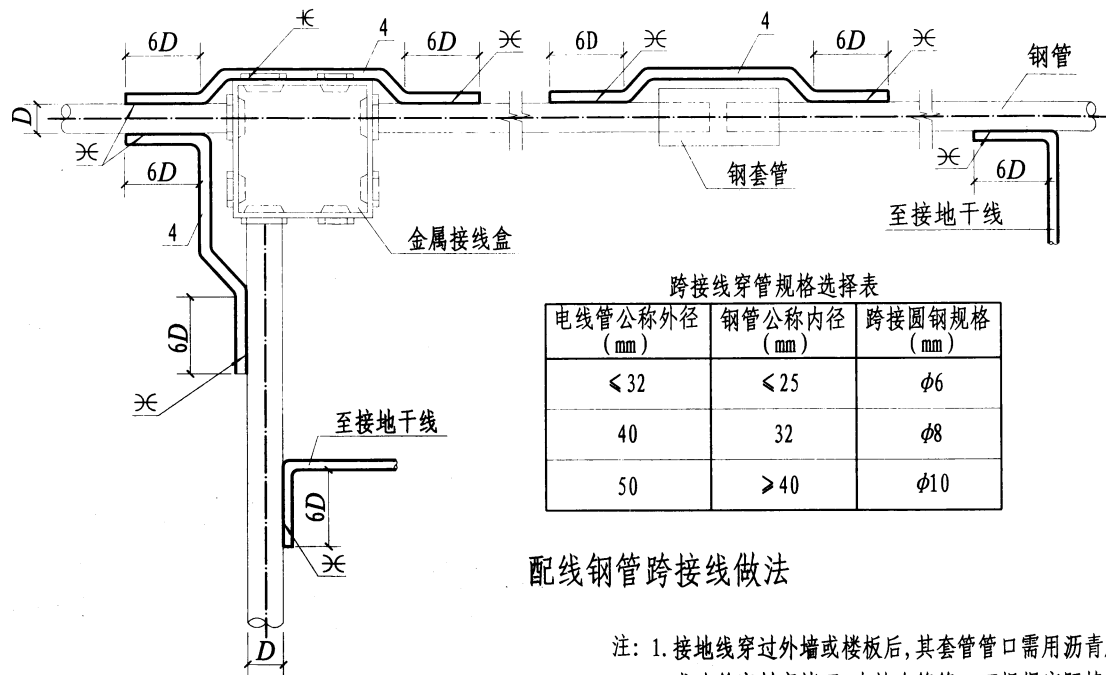 4
4
6D
6D
6D
6D
钢管
D
6D
钢套管
6D
至接地干线
4
金属接线盒
跨接线穿管规格选择表
电线管公称外径 钢管公称内径 跨接圆钢规格
(mm) (mm) (mm)
≤32 ≤25 ϕ6
6D
40 32 ϕ8
至接地干线
50 ≥40 ϕ10
6D
配线钢管跨接线做法
D
注: 1. 接地线穿过外墙或楼板后,其套管管口需用沥青